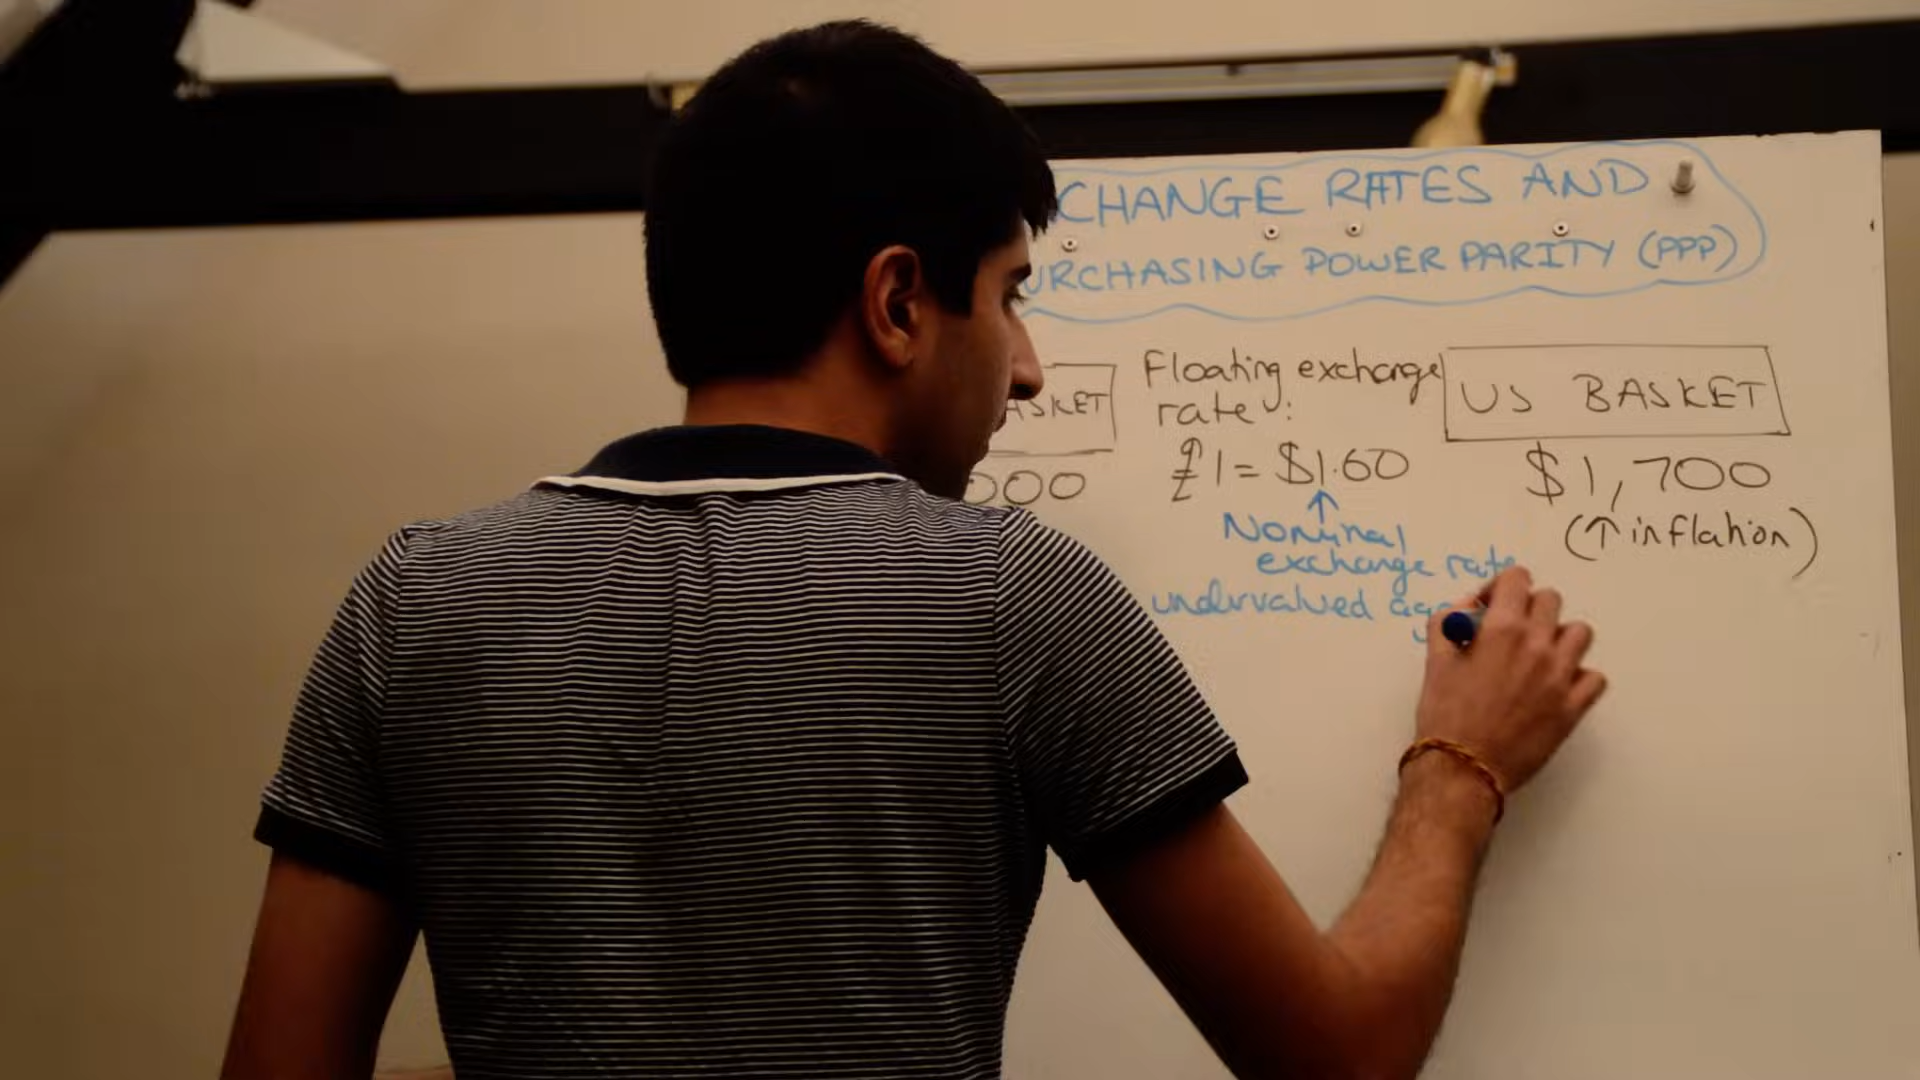 CHANGE RATES AND
URCHASING POWER PARITY (PPP)
ASKET
Floating exchange
rate:
US BASKET
000
£1 = $1.60
$1,700
(↑ inflation)
↑
Nominal
exchange rate
undervalued